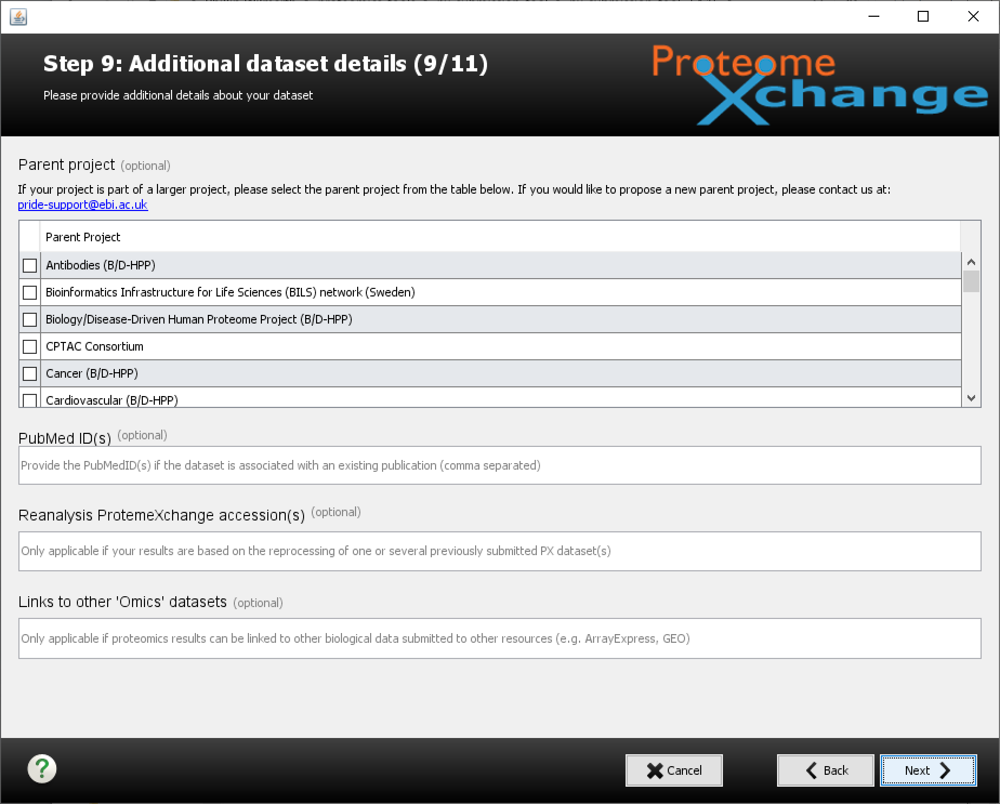 Step 9: Additional dataset details (9/11)
Please provide additional details about your dataset
Proteome
Xchange
Parent project (optional)
If your project is part of a larger project, please select the parent project from the table below. If you would like to propose a new parent project, please contact us at:
pride-support@ebi.ac.uk
Parent Project
Antibodies (B/D-HPP)
Bioinformatics Infrastructure for Life Sciences (BILS) network (Sweden)
Biology/Disease-Driven Human Proteome Project (B/D-HPP)
CPTAC Consortium
Cancer (B/D-HPP)
Cardiovascular (B/D-HPP)
PubMed ID(s) (optional)
Provide the PubMedID(s) if the dataset is associated with an existing publication (comma separated)
Reanalysis ProtemeXchange accession(s) (optional)
Only applicable if your results are based on the reprocessing of one or several previously submitted PX dataset(s)
Links to other 'Omics' datasets (optional)
Only applicable if proteomics results can be linked to other biological data submitted to other resources (e.g. ArrayExpress, GEO)
?
Cancel
Back
Next